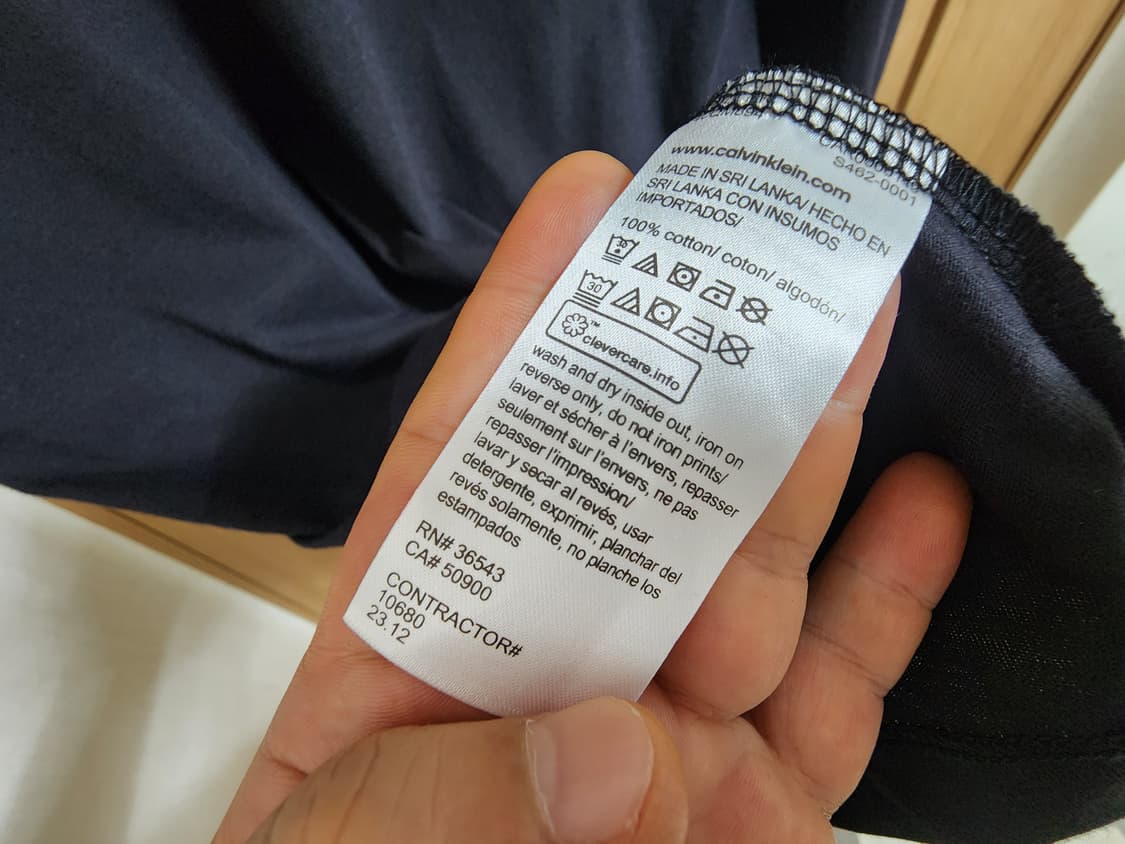 S462-0001
www.calvinklein.com
MADE IN SRI LANKA/ HECHO EN
SRI LANKA CON INSUMOS
IMPORTADOS/
100% cotton/ coton/ algodón/
30
30
™
clevercare.info
wash and dry inside out, iron on
reverse only, do not iron prints/
laver et sécher à l'envers, repasser
seulement sur l'envers, ne pas
repasser l'impression/
lavar y secar al revés, usar
detergente, exprimir, planchar del
revés solamente, no planche los
estampados
RN# 36543
CA# 50900
CONTRACTOR#
10680
23.12